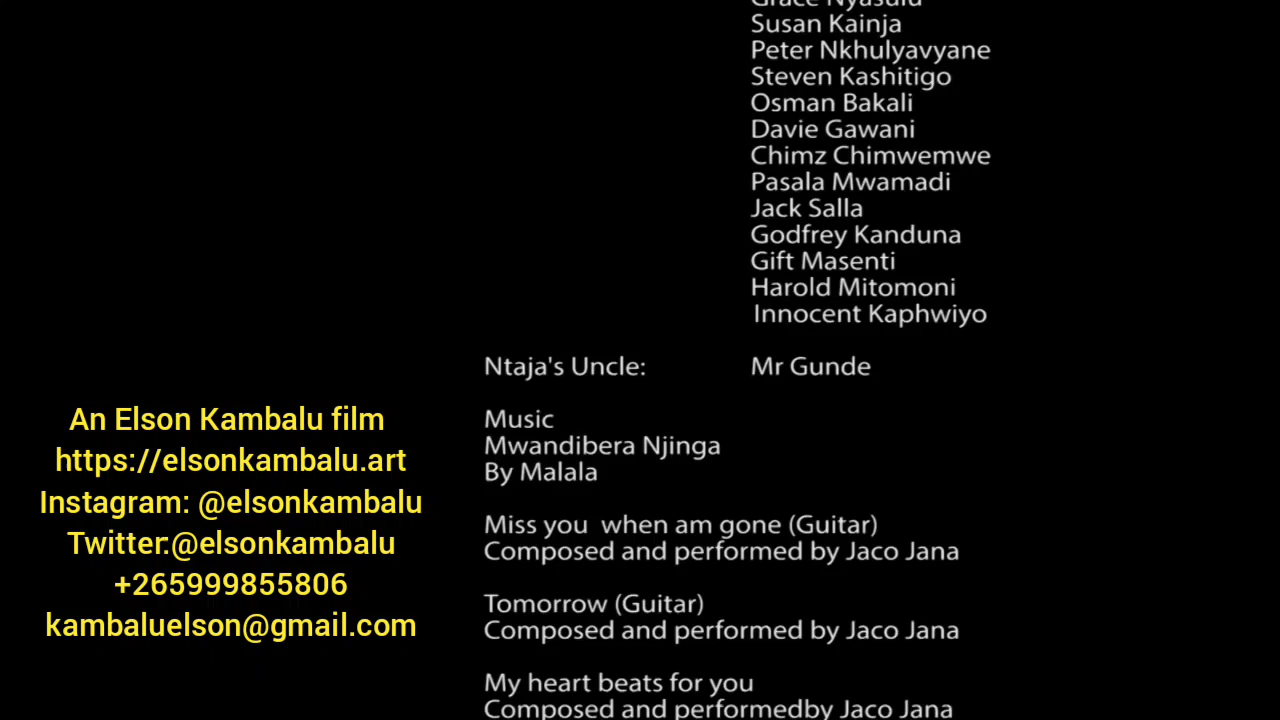 Grace Nyasulu
Susan Kainja
Peter Nkhulyavyane
Steven Kashitigo
Osman Bakali
Davie Gawani
Chimz Chimwemwe
Pasala Mwamadi
Jack Salla
Godfrey Kanduna
Gift Masenti
Harold Mitomoni
Innocent Kaphwiyo
Ntaja's Uncle: Mr Gunde
Music
Mwandibera Njinga
By Malala
Miss you when am gone (Guitar)
Composed and performed by Jaco Jana
Tomorrow (Guitar)
Composed and performed by Jaco Jana
My heart beats for you
Composed and performedby Jaco Jana
An Elson Kambalu film
https://elsonkambalu.art
Instagram: @elsonkambalu
Twitter:@elsonkambalu
+265999855806
kambaluelson@gmail.com